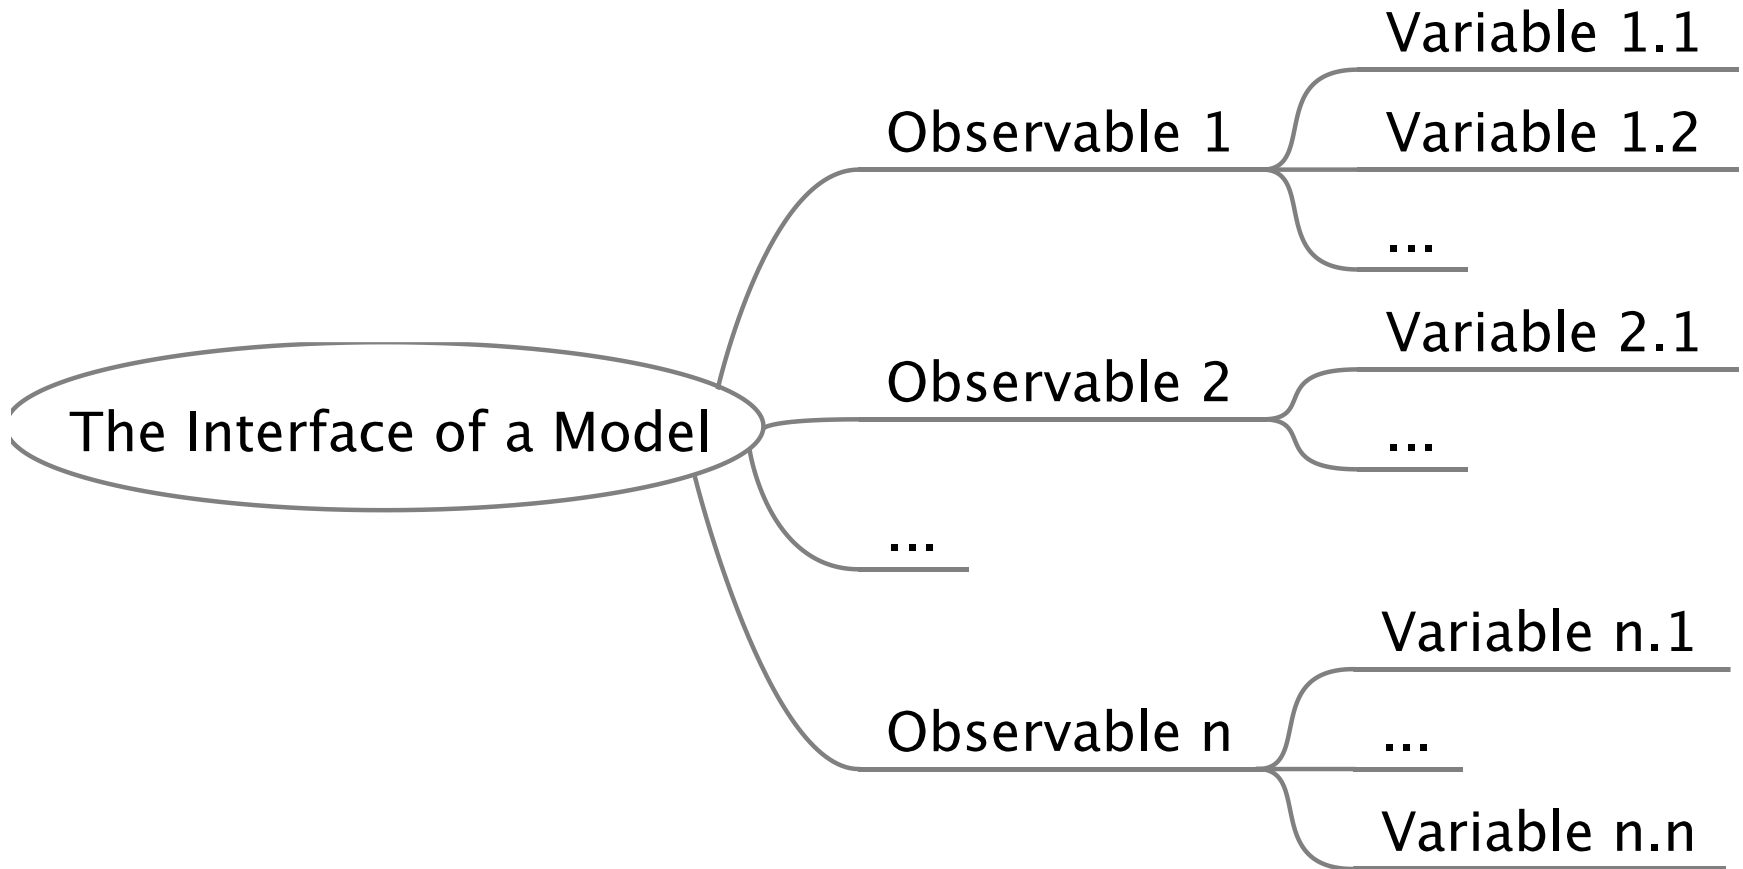 The Interface of a Model
Observable 1
Variable 1.1
Variable 1.2
...
Observable 2
Variable 2.1
...
...
Observable n
Variable n.1
...
Variable n.n